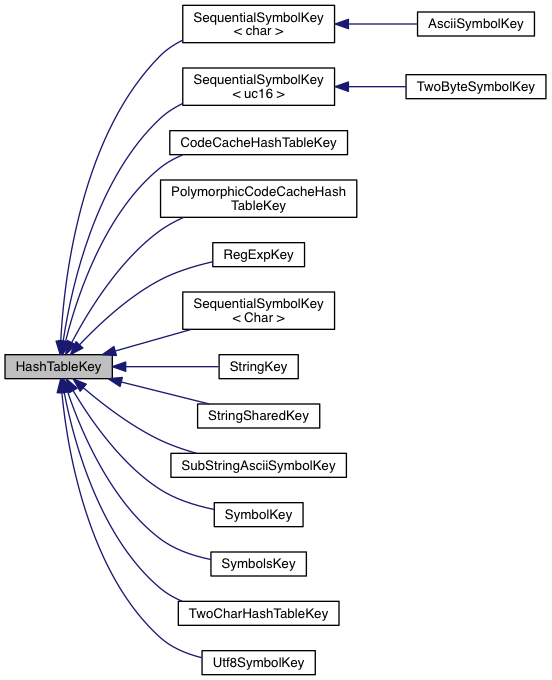 SequentialSymbolKey
< char >
AsciiSymbolKey
SequentialSymbolKey
< uc16 >
TwoByteSymbolKey
CodeCacheHashTableKey
PolymorphicCodeCacheHash
TableKey
RegExpKey
SequentialSymbolKey
< Char >
HashTableKey
StringKey
StringSharedKey
SubStringAsciiSymbolKey
SymbolKey
SymbolsKey
TwoCharHashTableKey
Utf8SymbolKey